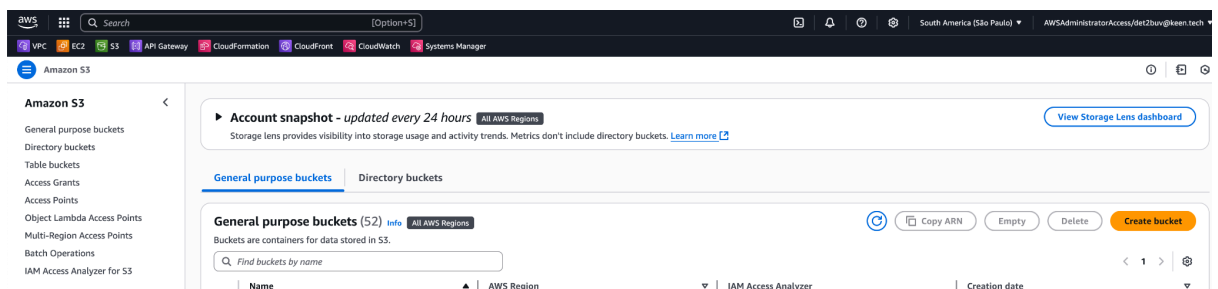 aws Search [Option+S] South America (São Paulo) ▼ AWSAdministratorAccess/det2buv@keen.tech ▼
VPC EC2 S3 API Gateway CloudFormation CloudFront CloudWatch Systems Manager
Amazon S3
Amazon S3
General purpose buckets
Directory buckets
Table buckets
Access Grants
Access Points
Object Lambda Access Points
Multi-Region Access Points
Batch Operations
IAM Access Analyzer for S3
Account snapshot - updated every 24 hours All AWS Regions View Storage Lens dashboard
Storage lens provides visibility into storage usage and activity trends. Metrics don't include directory buckets. Learn more
General purpose buckets Directory buckets
General purpose buckets (52) Info All AWS Regions Copy ARN Empty Delete Create bucket
Buckets are containers for data stored in S3.
Find buckets by name < 1 >
Name ▲ AWS Region ▽ IAM Access Analyzer Creation date ▽